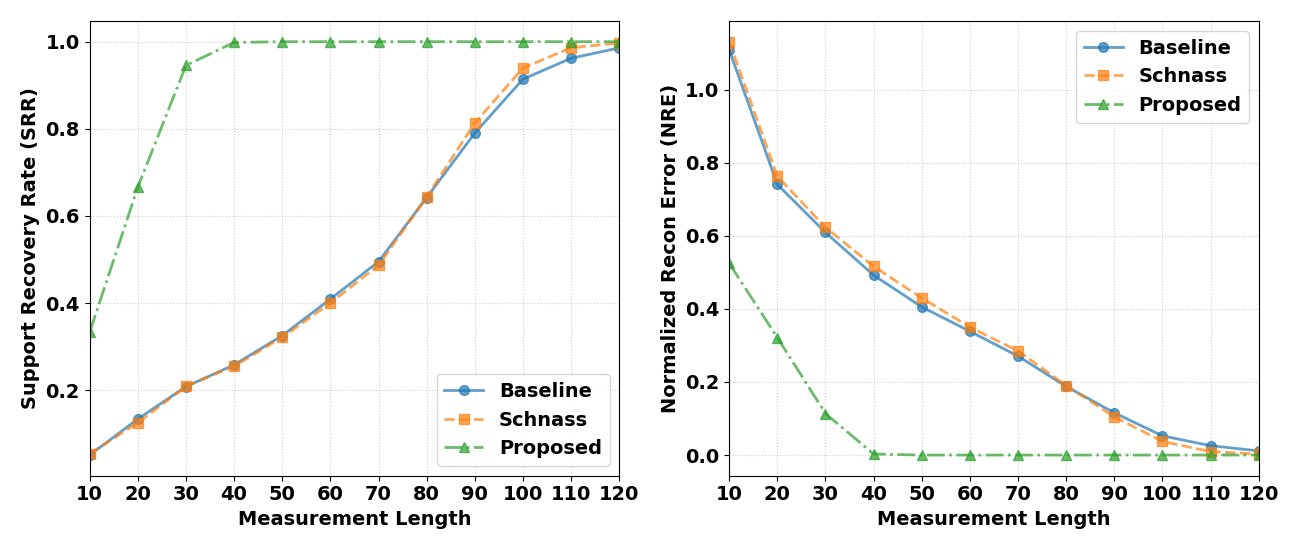 Support Recovery Rate (SRR)
1.0
0.8
0.6
0.4
0.2
Baseline
Schnass
Proposed
10 20 30 40 50 60 70 80 90 100 110 120
Measurement Length
Normalized Recon Error (NRE)
1.0
0.8
0.6
0.4
0.2
0.0
Baseline
Schnass
Proposed
10 20 30 40 50 60 70 80 90 100 110 120
Measurement Length